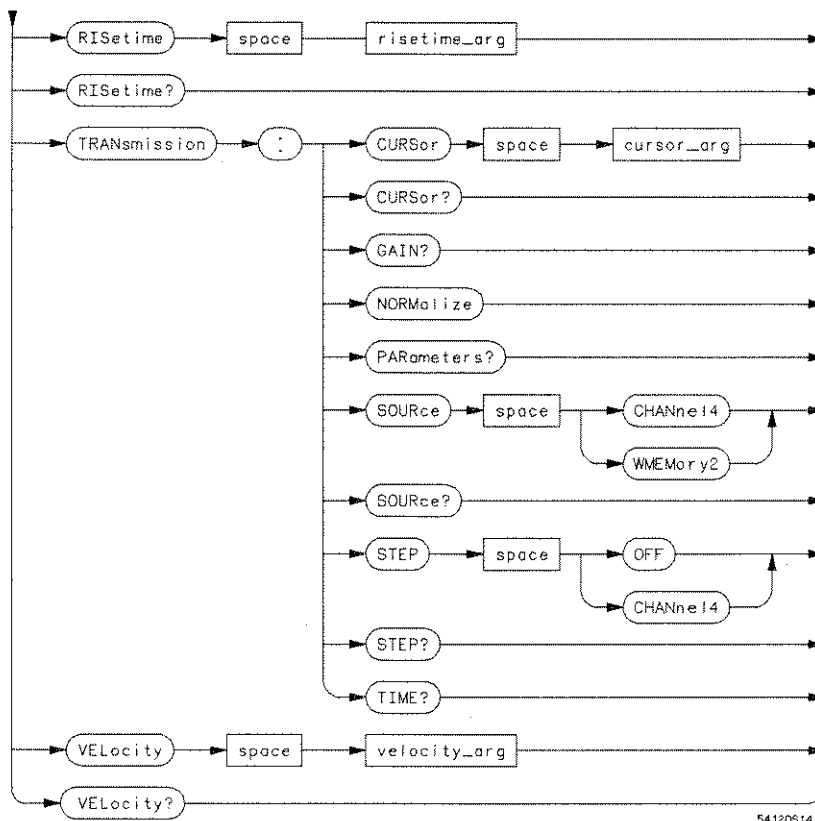 RISetime space risetime_arg
RISetime?
TRANsmission : CURSor space cursor_arg
CURSor?
GAIN?
NORMalize
PARameters?
SOURce space CHANnel4
WMEMory2
SOURce?
STEP space OFF
CHANnel4
STEP?
TIME?
VELocity space velocity_arg
VELocity?
54120S14